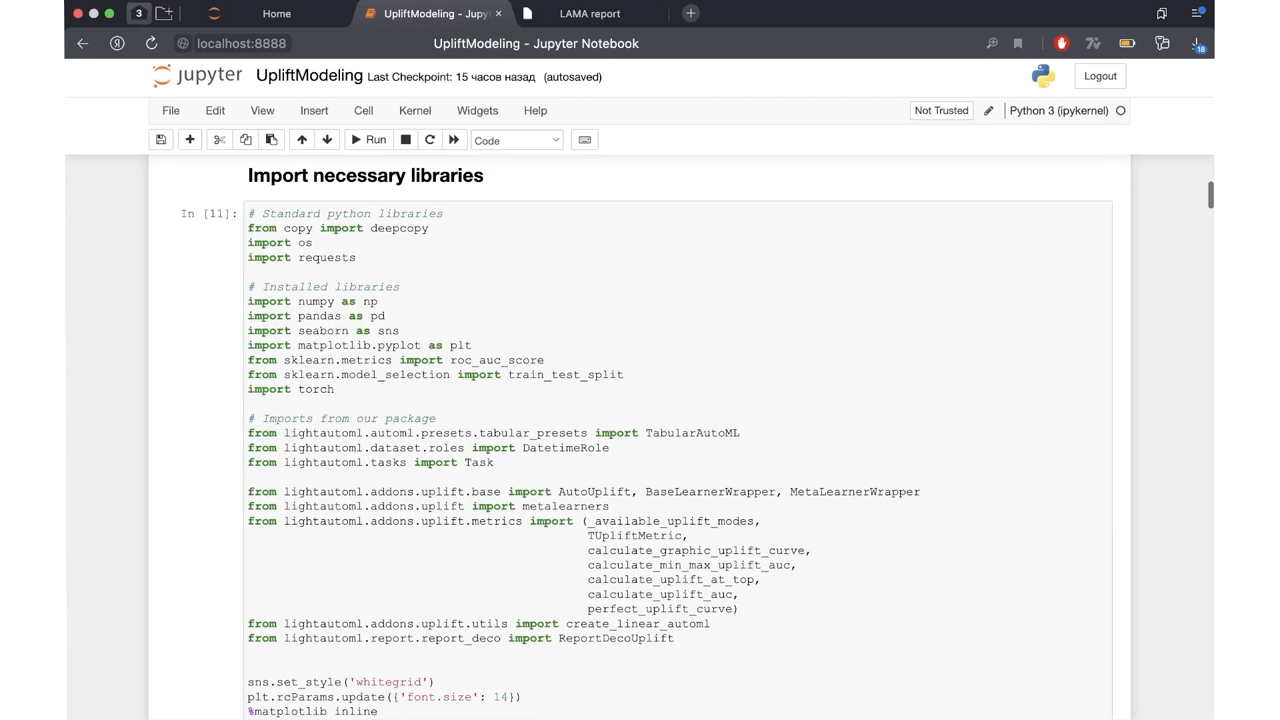 3
Home
UpliftModeling - Jupy
LAMA report
localhost:8888
UpliftModeling - Jupyter Notebook
18
jupyter UpliftModeling Last Checkpoint: 15 часов назад (autosaved)
Logout
File Edit View Insert Cell Kernel Widgets Help
Not Trusted
Python 3 (ipykernel)
Run
Code
Import necessary libraries
In [11]:
# Standard python libraries
from copy import deepcopy
import os
import requests
# Installed libraries
import numpy as np
import pandas as pd
import seaborn as sns
import matplotlib.pyplot as plt
from sklearn.metrics import roc_auc_score
from sklearn.model_selection import train_test_split
import torch
# Imports from our package
from lightautoml.automl.presets.tabular_presets import TabularAutoML
from lightautoml.dataset.roles import DatetimeRole
from lightautoml.tasks import Task
from lightautoml.addons.uplift.base import AutoUplift, BaseLearnerWrapper, MetaLearnerWrapper
from lightautoml.addons.uplift import metalearners
from lightautoml.addons.uplift.metrics import (_available_uplift_modes,
TUpliftMetric,
calculate_graphic_uplift_curve,
calculate_min_max_uplift_auc,
calculate_uplift_at_top,
calculate_uplift_auc,
perfect_uplift_curve)
from lightautoml.addons.uplift.utils import create_linear_automl
from lightautoml.report.report_deco import ReportDecoUplift
sns.set_style('whitegrid')
plt.rcParams.update({'font.size': 14})
%matplotlib inline